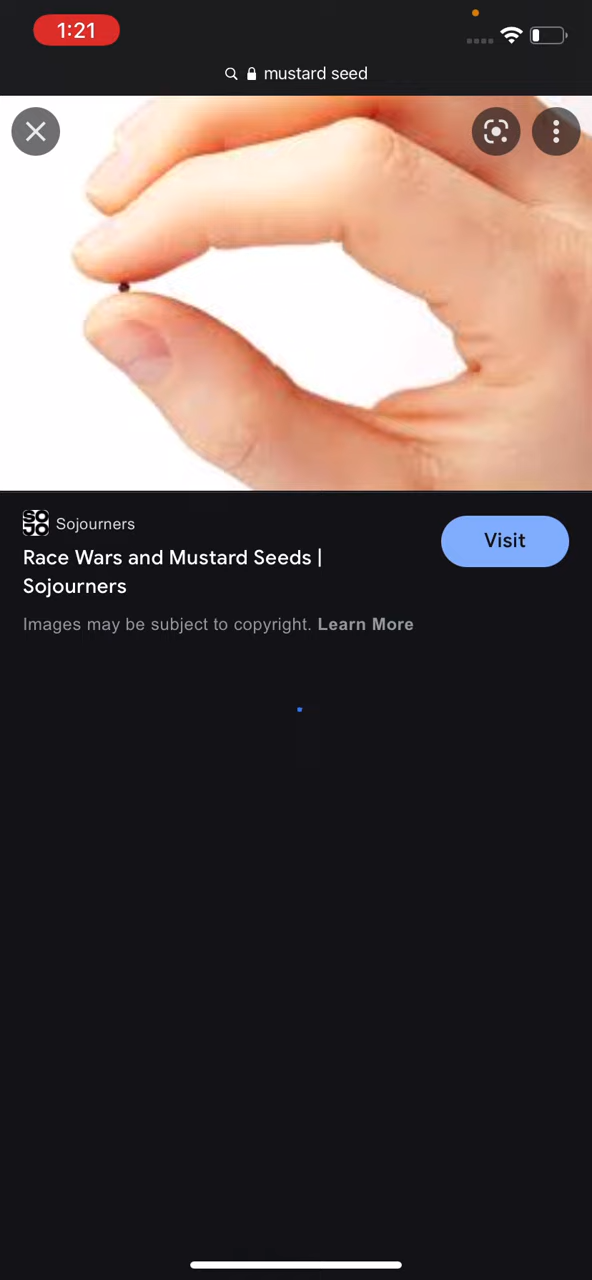 1:21
mustard seed
SOJO Sojourners
Race Wars and Mustard Seeds |
Sojourners
Visit
Images may be subject to copyright. Learn More